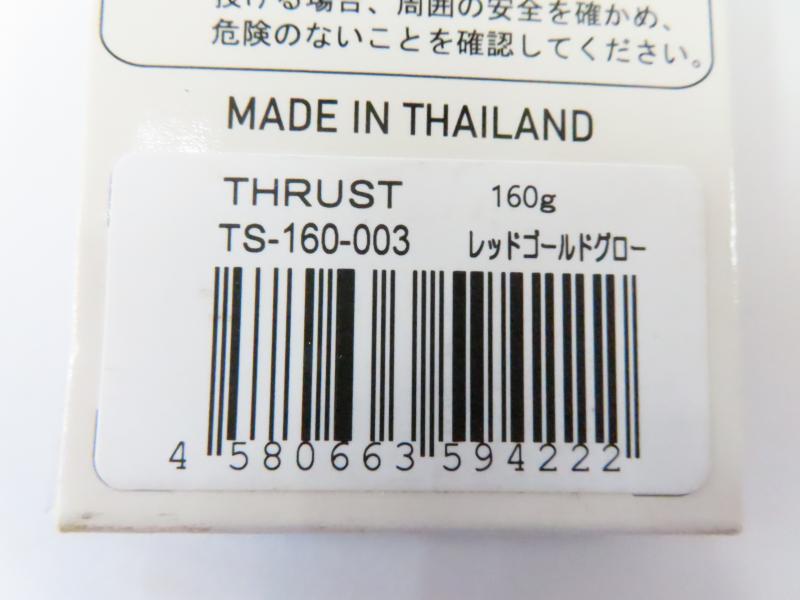 投げる場合、周囲の安全を確かめ、
危険のないことを確認してください。
MADE IN THAILAND
THRUST 160g
TS-160-003 レッドゴールドグロー
4 580663 594222